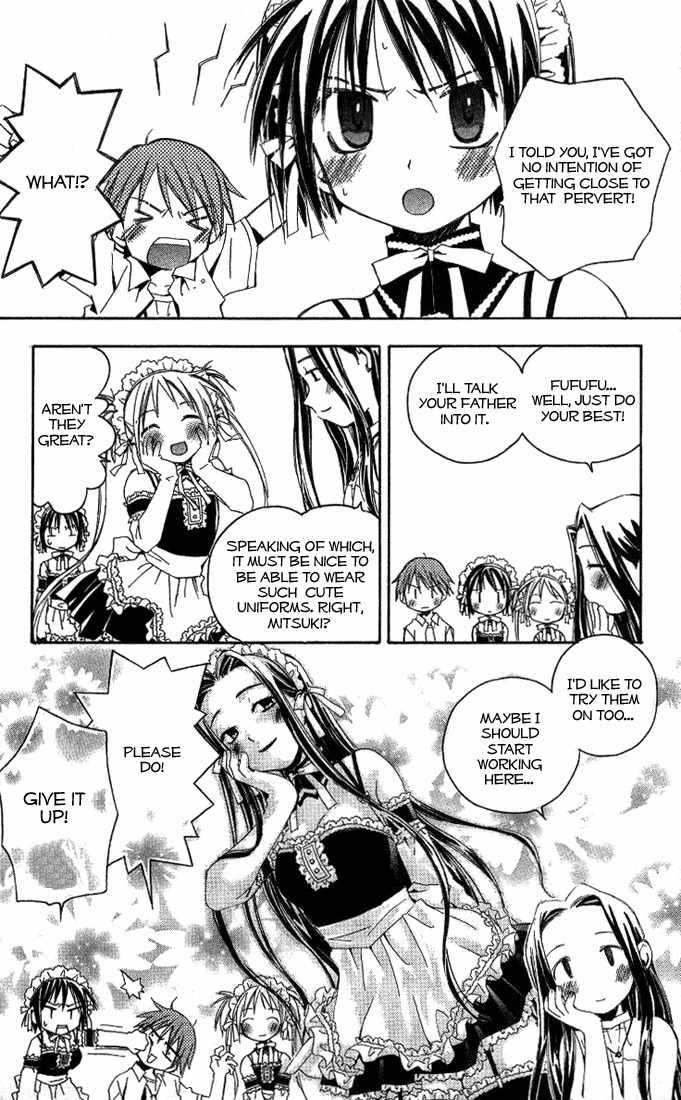 I TOLD YOU, I'VE GOT
NO INTENTION OF
GETTING CLOSE TO
THAT PERVERT!
WHAT!?
FUFUFU...
WELL, JUST DO
YOUR BEST!
I'LL TALK
YOUR FATHER
INTO IT.
SPEAKING OF WHICH,
IT MUST BE NICE TO
BE ABLE TO WEAR
SUCH CUTE
UNIFORMS. RIGHT,
MITSUKI?
AREN'T
THEY
GREAT?
I'D LIKE TO
TRY THEM
ON TOO...
MAYBE I
SHOULD
START
WORKING
HERE...
PLEASE
DO!
GIVE IT
UP!